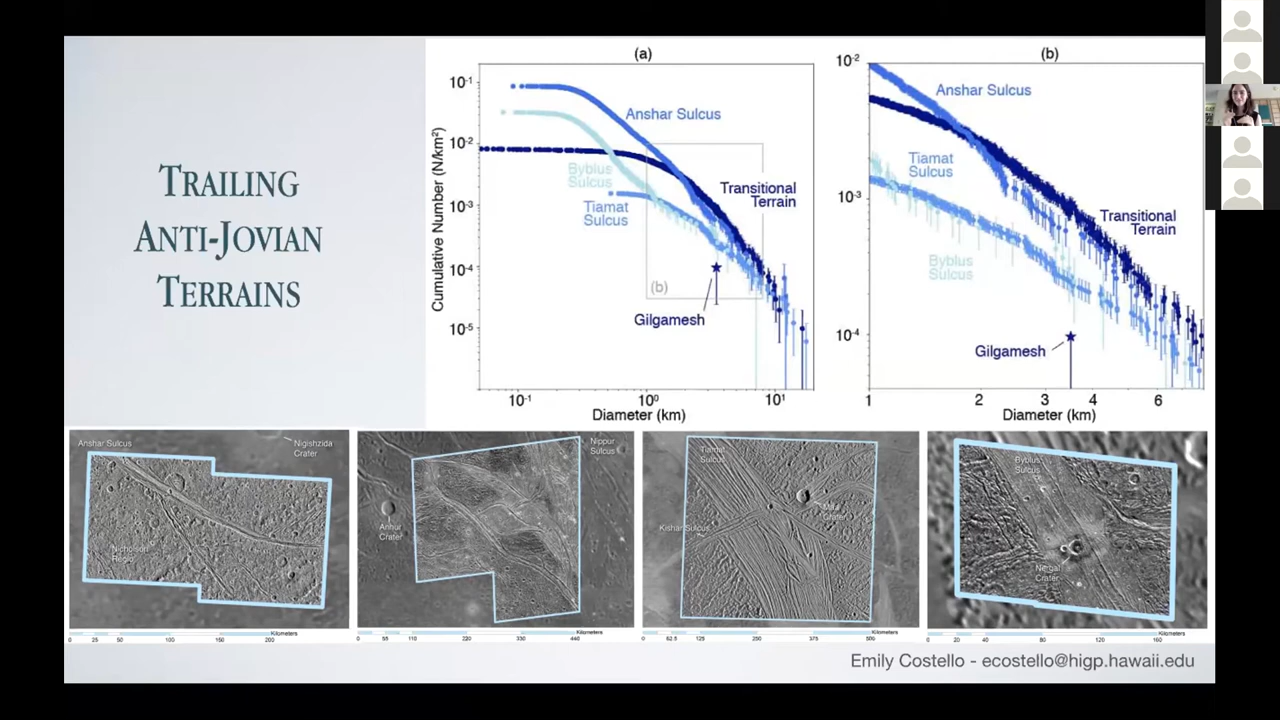 TRAILING
ANTI-JOVIAN
TERRAINS
(a)
10⁻¹
10⁻²
10⁻³
10⁻⁴
10⁻⁵
Cumulative Number (N/km²)
Anshar Sulcus
Byblus
Sulcus
Tiamat
Sulcus
Transitional
Terrain
(b)
Gilgamesh
10⁻¹ 10⁰ 10¹
Diameter (km)
(b)
10⁻²
10⁻³
10⁻⁴
Anshar Sulcus
Tiamat
Sulcus
Transitional
Terrain
Byblus
Sulcus
Gilgamesh
1 2 3 4 6
Diameter (km)
Anshar Sulcus
Nigishzida
Crater
Nicholson
Regio
Kilometers
0 25 50 100 150 200
Nippur
Sulcus
Anhur
Crater
Kilometers
0 55 110 220 330 440
Tiamat
Sulcus
Kishar Sulcus
Crater
Kilometers
0 62.5 125 250 375 500
Byblus
Sulcus
Nergal
Crater
Kilometers
0 20 40 80 120 160
Emily Costello - ecostello@higp.hawaii.edu